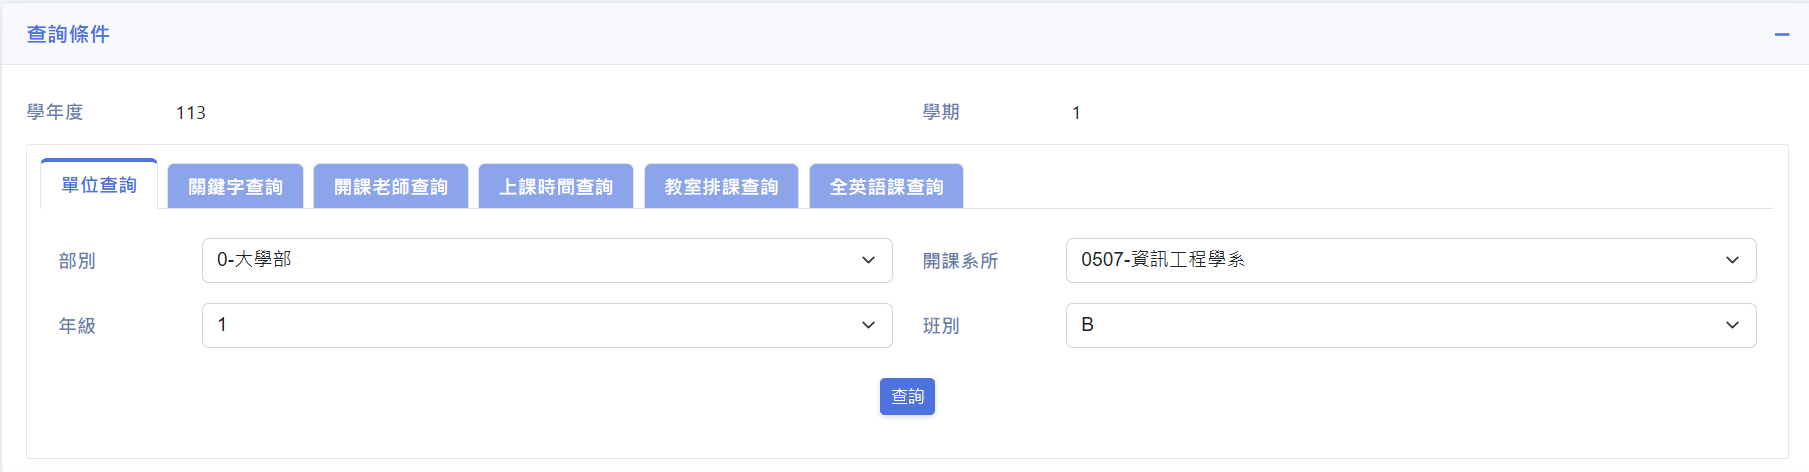 查詢條件
學年度 113 學期 1
單位查詢 關鍵字查詢 開課老師查詢 上課時間查詢 教室排課查詢 全英語課查詢
部別 0-大學部 開課系所 0507-資訊工程學系
年級 1 班別 B
查詢